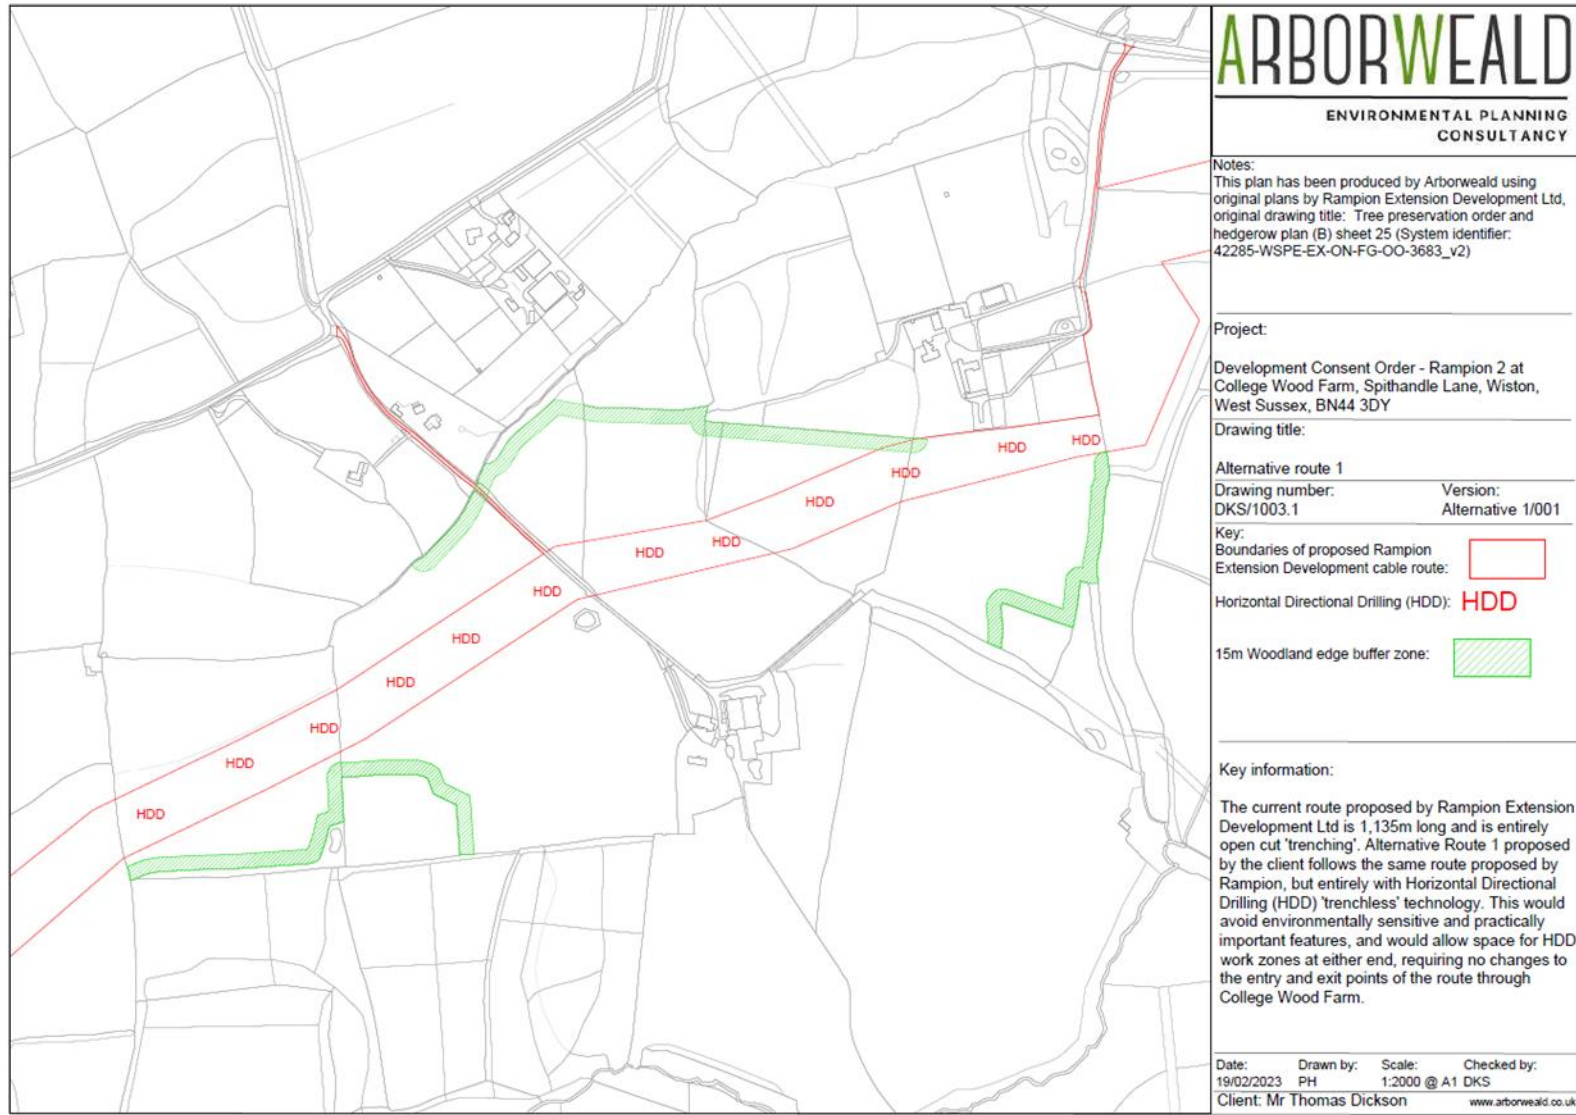 ARBORWEALD
ENVIRONMENTAL PLANNING
CONSULTANCY
Notes:
This plan has been produced by Arborweald using
original plans by Rampion Extension Development Ltd,
original drawing title: Tree preservation order and
hedgerow plan (B) sheet 25 (System identifier:
42285-WSPE-EX-ON-FG-OO-3683_v2)
Project:
Development Consent Order - Rampion 2 at
College Wood Farm, Spithandle Lane, Wiston,
West Sussex, BN44 3DY
Drawing title:
Alternative route 1
Drawing number: Version:
DKS/1003.1 Alternative 1/001
Key:
Boundaries of proposed Rampion
Extension Development cable route:
Horizontal Directional Drilling (HDD): HDD
15m Woodland edge buffer zone:
Key information:
The current route proposed by Rampion Extension
Development Ltd is 1,135m long and is entirely
open cut 'trenching'. Alternative Route 1 proposed
by the client follows the same route proposed by
Rampion, but entirely with Horizontal Directional
Drilling (HDD) 'trenchless' technology. This would
avoid environmentally sensitive and practically
important features, and would allow space for HDD
work zones at either end, requiring no changes to
the entry and exit points of the route through
College Wood Farm.
Date: Drawn by: Scale: Checked by:
19/02/2023 PH 1:2000 @ A1 DKS
Client: Mr Thomas Dickson www.arborweald.co.uk
HDD
HDD
HDD
HDD
HDD
HDD
HDD
HDD
HDD
HDD
HDD
HDD
HDD